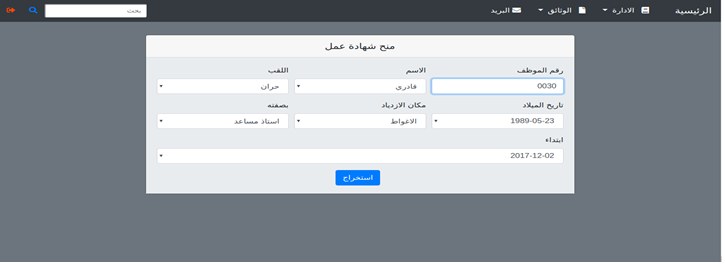 الرئيسية الادارة الوثائق البريد بحث
منح شهادة عمل
رقم الموظف الاسم اللقب
0030 قادري حران
تاريخ الميلاد مكان الازدياد بصفته
1989-05-23 الاغواط استاذ مساعد
ابتداء
2017-12-02
استخراج